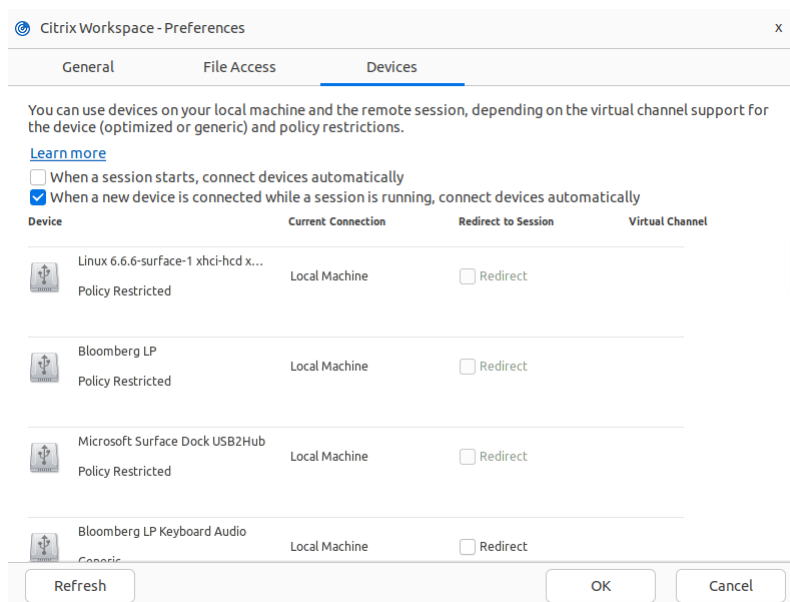 Citrix Workspace - Preferences
x
General File Access Devices
You can use devices on your local machine and the remote session, depending on the virtual channel support for
the device (optimized or generic) and policy restrictions.
Learn more
When a session starts, connect devices automatically
When a new device is connected while a session is running, connect devices automatically
Device Current Connection Redirect to Session Virtual Channel
Linux 6.6.6-surface-1 xhci-hcd x...
Local Machine Redirect
Policy Restricted
Bloomberg LP
Local Machine Redirect
Policy Restricted
Microsoft Surface Dock USB2Hub
Local Machine Redirect
Policy Restricted
Bloomberg LP Keyboard Audio
Local Machine Redirect
Generic
Refresh OK Cancel